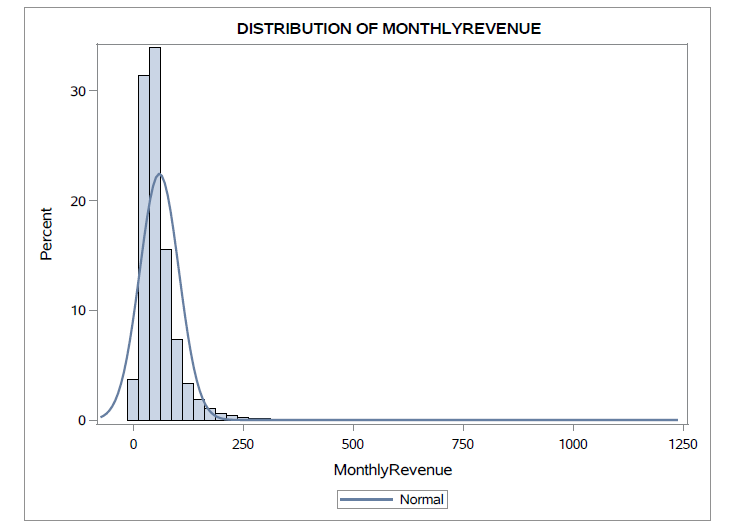 DISTRIBUTION OF MONTHLYREVENUE
30
20
10
0
Percent
0 250 500 750 1000 1250
MonthlyRevenue
Normal